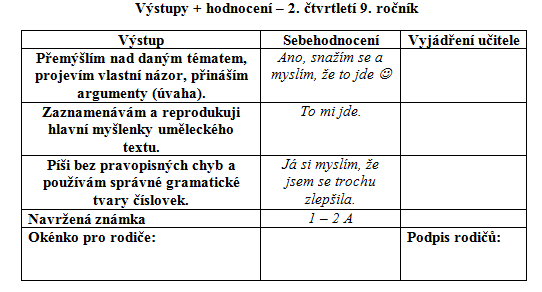 Výstupy + hodnocení – 2. čtvrtletí 9. ročník
Výstup Sebehodnocení Vyjádření učitele
Přemýšlím nad daným tématem,
projevím vlastní názor, přináším
argumenty (úvaha).
Ano, snažím se a
myslím, že to jde ☺
Zaznamenávám a reprodukuji
hlavní myšlenky uměleckého
textu.
To mi jde.
Píši bez pravopisných chyb a
používám správné gramatické
tvary číslovek.
Já si myslím, že
jsem se trochu
zlepšila.
Navržená známka 1 – 2 A
Okénko pro rodiče: Podpis rodičů: